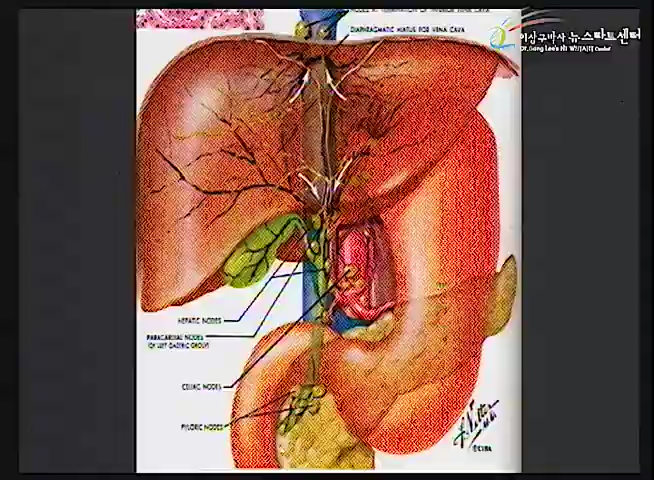 DIAPHRAGMATIC HIATUS FOR VENA CAVA
이상구박사 뉴스타트센터
HEPATIC NODES
PARACARDIAL NODES
(OF LEFT GASTRIC GROUP)
CELIAC NODES
PYLORIC NODES
©CIBA